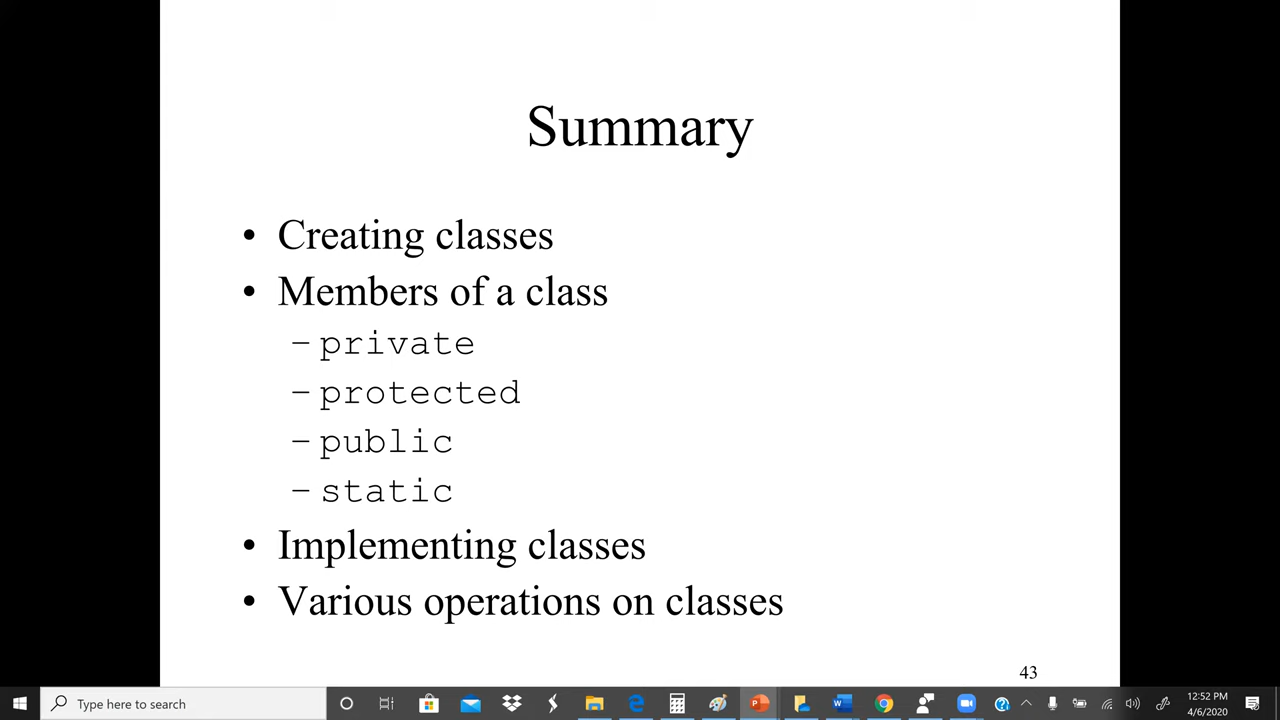 Summary
• Creating classes
• Members of a class
– private
– protected
– public
– static
• Implementing classes
• Various operations on classes
43
Type here to search
12:52 PM
4/6/2020